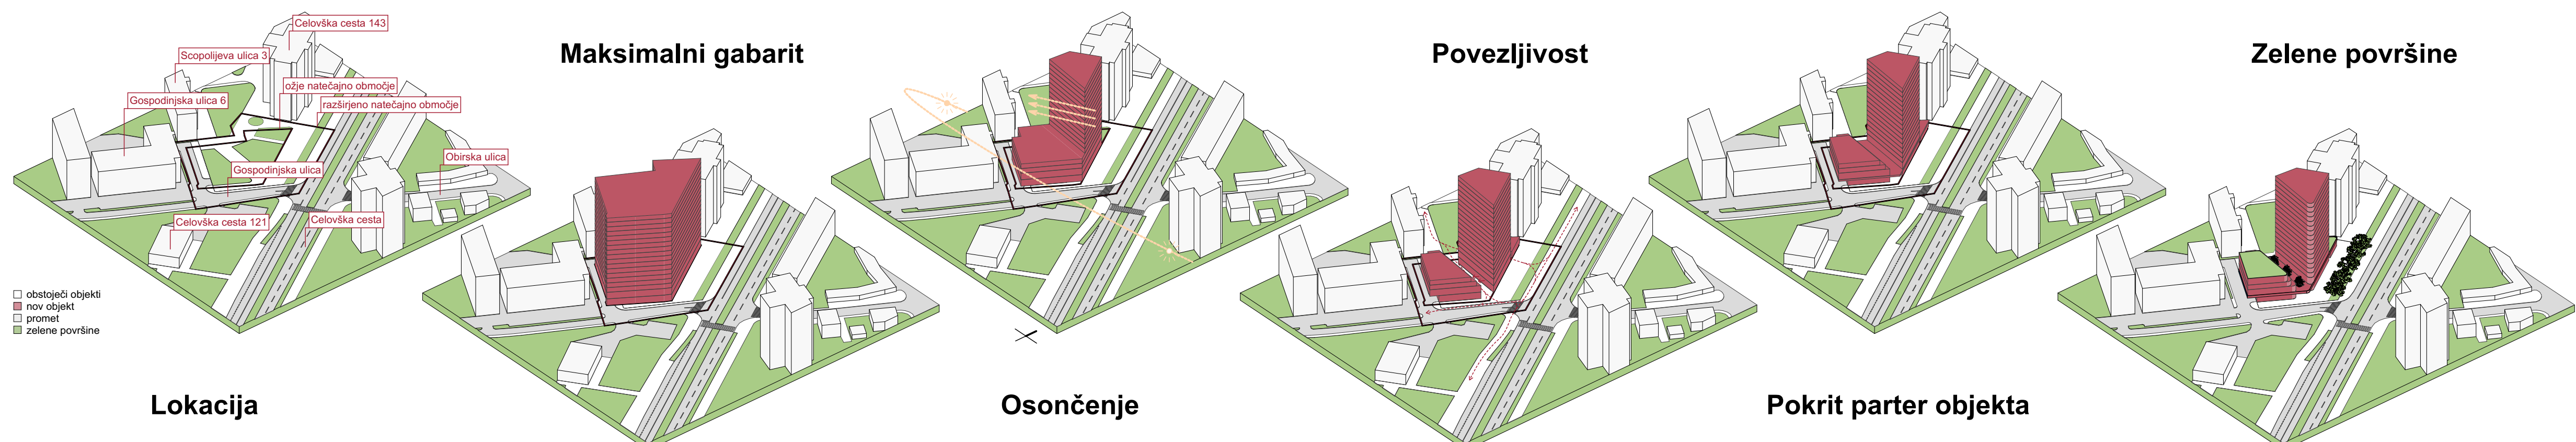 Celovška cesta 143
Scopolijeva ulica 3
ožje natečajno območje
Gospodinjska ulica 6
razširjeno natečajno območje
Obirska ulica
Gospodinjska ulica
Celovška cesta 121
Celovška cesta
obstoječi objekti
nov objekt
promet
zelene površine
Lokacija
Maksimalni gabarit
Osončenje
Povezljivost
Pokrit parter objekta
Zelene površine